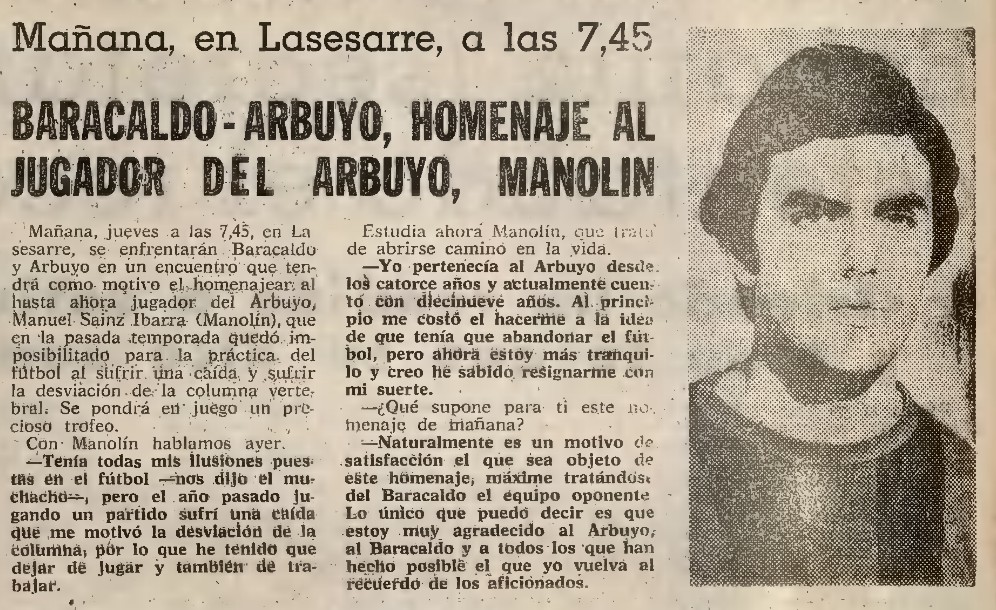 Mañana, en Lasesarre, a las 7,45
BARACALDO-ARBUYO, HOMENAJE AL
JUGADOR DEL ARBUYO, MANOLIN
Mañana, jueves a las 7,45, en La
sesarre, se enfrentarán Baracaldo
y Arbuyo en un encuentro que ten-
drá como motivo el homenajear al
hasta ahora jugador del Arbuyo,
Manuel Sainz Ibarra (Manolín), que
en la pasada temporada quedó im-
posibilitado para la práctica del
fútbol al sufrir una caída y sufrir
la desviación de la columna verte-
bral. Se pondrá en juego un pre-
cioso trofeo.
Con Manolín hablamos ayer.
—Tenía todas mis ilusiones pues-
tas en el fútbol —nos dijo el mu-
chacho—, pero el año pasado ju-
gando un partido sufrí una caída
que me motivó la desviación de la
columna, por lo que he tenido que
dejar de jugar y también de tra-
bajar.
Estudia ahora Manolín, que trata
de abrirse camino en la vida.
—Yo pertenecía al Arbuyo desde
los catorce años y actualmente cuen-
to con diecinueve años. Al princi-
pio me costó el hacerme a la idea
de que tenía que abandonar el fút-
bol, pero ahora estoy más tranqui-
lo y creo he sabido resignarme con
mi suerte.
—¿Qué supone para ti este ho-
menaje de mañana?
—Naturalmente es un motivo de
satisfacción el que sea objeto de
este homenaje, máxime tratándose
del Baracaldo el equipo oponente
Lo único que puedo decir es que
estoy muy agradecido al Arbuyo,
al Baracaldo y a todos los que han
hecho posible el que yo vuelva al
recuerdo de los aficionados.